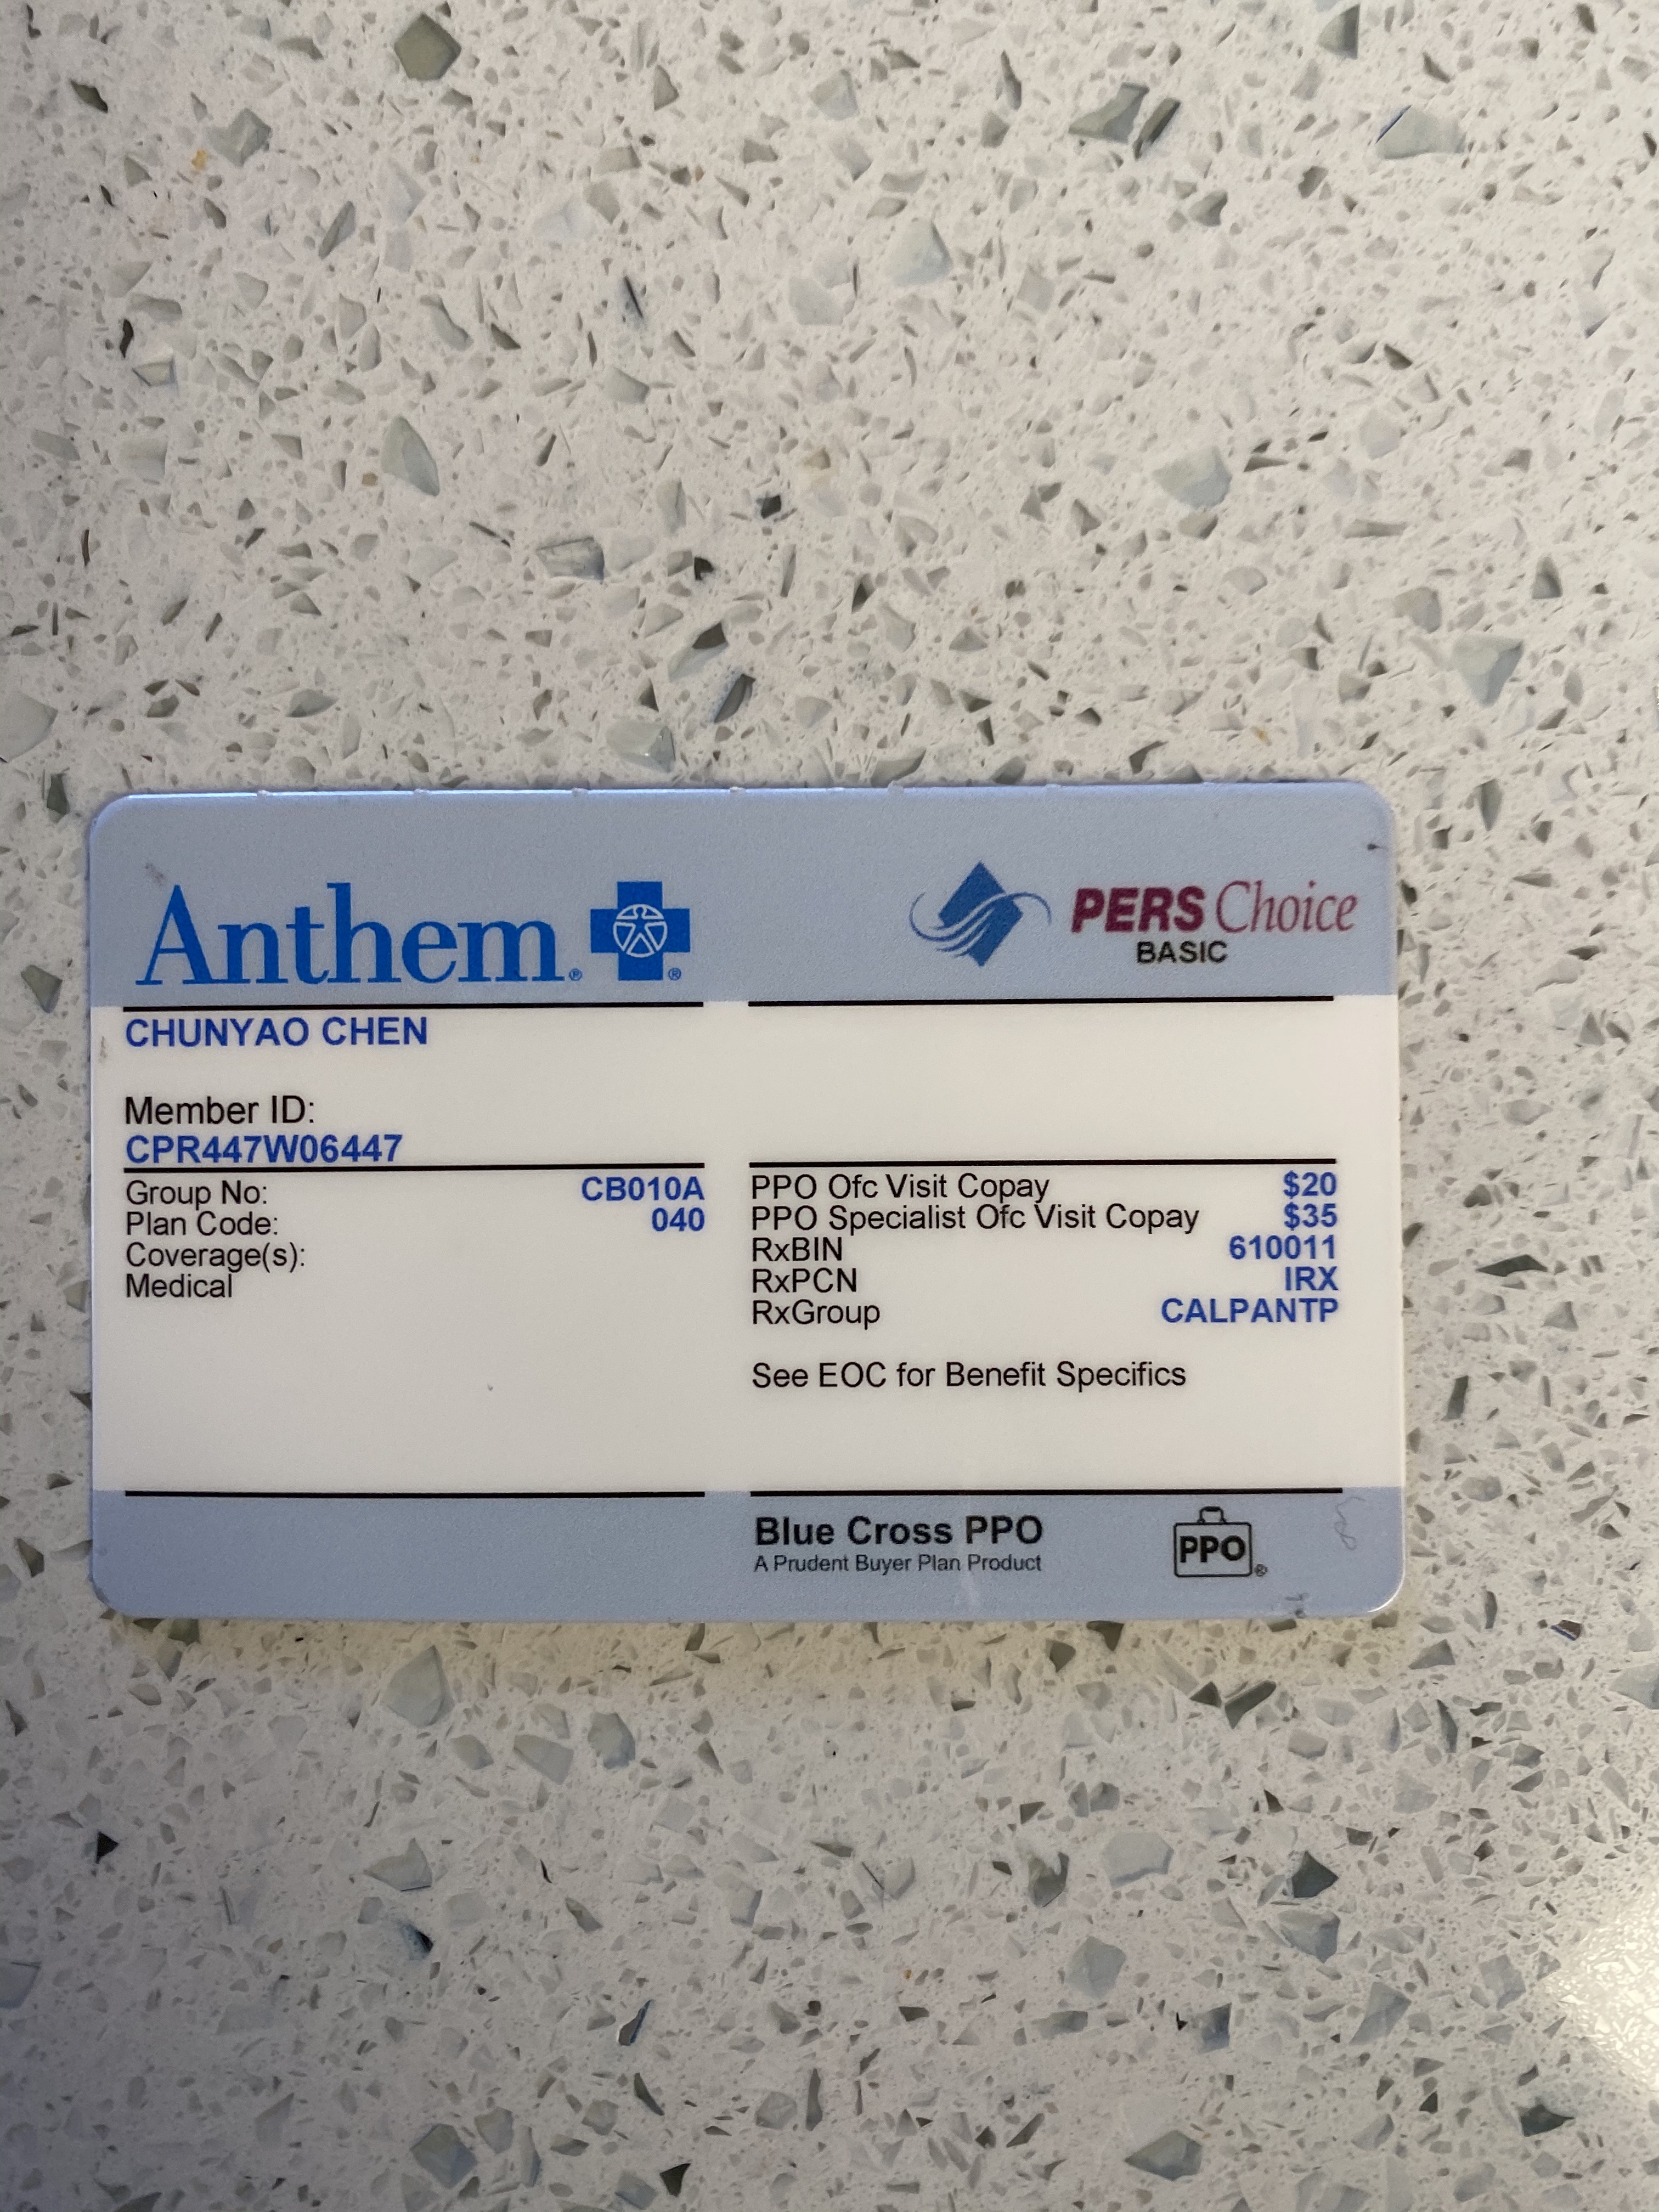 Anthem
PERS Choice
BASIC
CHUNYAO CHEN
Member ID:
CPR447W06447
Group No: CB010A
Plan Code: 040
Coverage(s):
Medical
PPO Ofc Visit Copay $20
PPO Specialist Ofc Visit Copay $35
RxBIN 610011
RxPCN IRX
RxGroup CALPANTP
See EOC for Benefit Specifics
Blue Cross PPO
A Prudent Buyer Plan Product
PPO